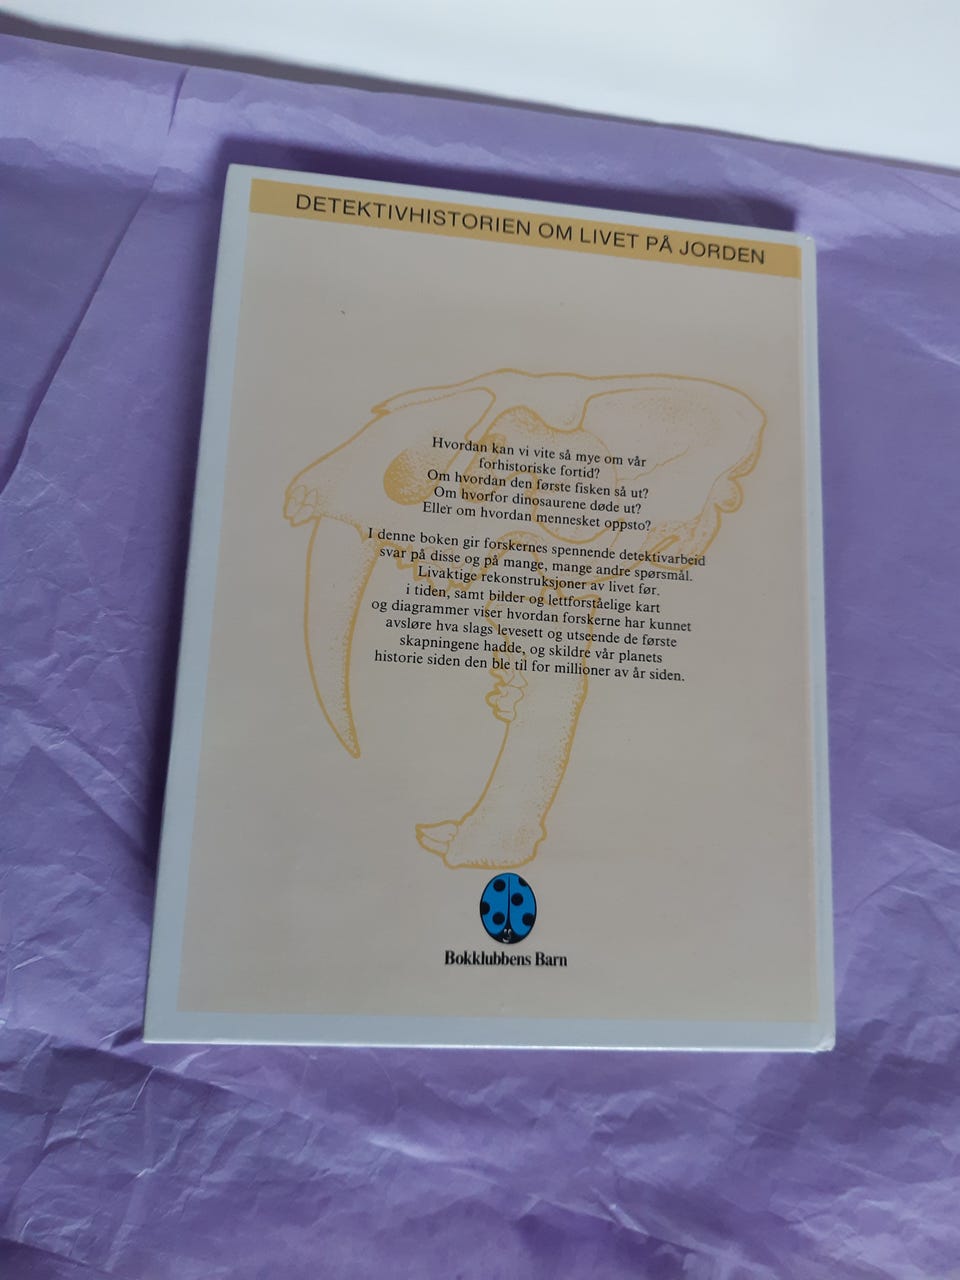 DETEKTIVHISTORIEN OM LIVET PÅ JORDEN
Hvordan kan vi vite så mye om vår
forhistoriske fortid?
Om hvordan den første fisken så ut?
Om hvorfor dinosaurene døde ut?
Eller om hvordan mennesket oppsto?
I denne boken gir forskernes spennende detektivarbeid
svar på disse og på mange, mange andre spørsmål.
Livaktige rekonstruksjoner av livet før.
i tiden, samt bilder og lettforståelige kart
og diagrammer viser hvordan forskerne har kunnet
avsløre hva slags levesett og utseende de første
skapningene hadde, og skildre vår planets
historie siden den ble til for millioner av år siden.
Bokklubbens Barn